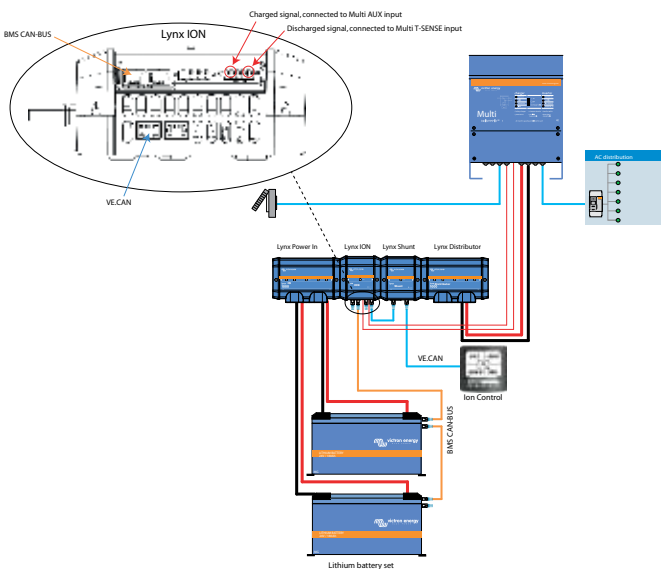 Charged signal, connected to Multi AUX input
Discharged signal, connected to Multi T-SENSE input
Lynx ION
BMS CAN-BUS
VE.CAN
Multi
AC distribution
Lynx Power In
Lynx ION
Lynx Shunt
Lynx Distributor
VE.CAN
Ion Control
BMS CAN-BUS
victron energy
victron energy
Lithium battery set